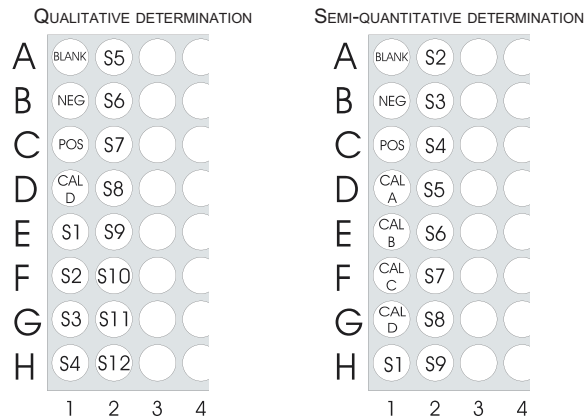 QUALITATIVE DETERMINATION
A BLANK S5
B NEG S6
C POS S7
D CAL D S8
E S1 S9
F S2 S10
G S3 S11
H S4 S12
1 2 3 4
SEMI-QUANTITATIVE DETERMINATION
A BLANK S2
B NEG S3
C POS S4
D CAL A S5
E CAL B S6
F CAL C S7
G CAL D S8
H S1 S9
1 2 3 4